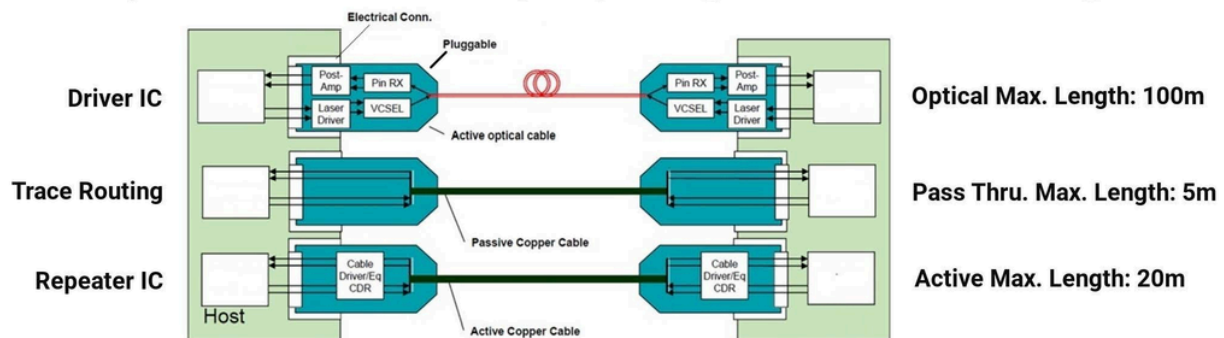 Electrical Conn.
Pluggable
Driver IC
Post-
Amp
Pin RX
Laser
Driver
VCSEL
Pin RX
Post-
Amp
VCSEL
Laser
Driver
Optical Max. Length: 100m
Active optical cable
Trace Routing
Pass Thru. Max. Length: 5m
Passive Copper Cable
Repeater IC
Cable
Driver/Eq
CDR
Cable
Driver/Eq
CDR
Active Max. Length: 20m
Host
Active Copper Cable